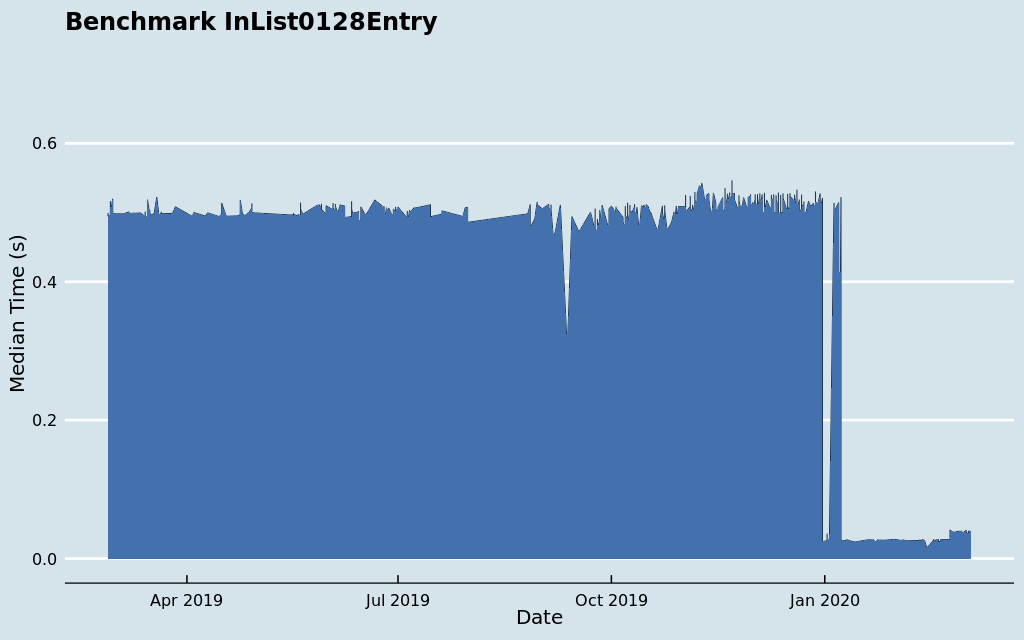 Benchmark InList0128Entry
0.6
0.4
0.2
0.0
Median Time (s)
Apr 2019
Jul 2019
Oct 2019
Jan 2020
Date